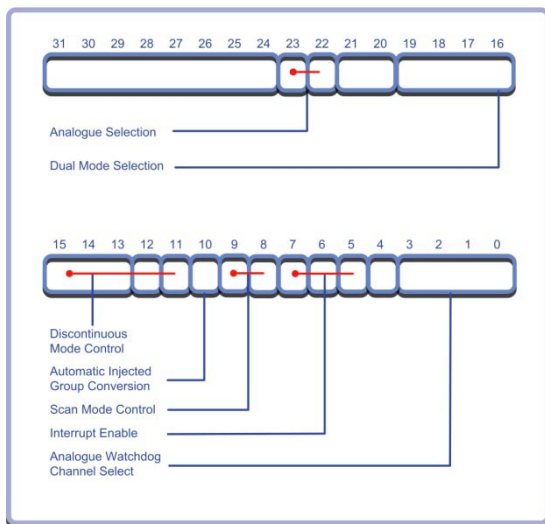 31 30 29 28 27 26 25 24 23 22 21 20 19 18 17 16
Analogue Selection
Dual Mode Selection
15 14 13 12 11 10 9 8 7 6 5 4 3 2 1 0
Discontinuous
Mode Control
Automatic Injected
Group Conversion
Scan Mode Control
Interrupt Enable
Analogue Watchdog
Channel Select